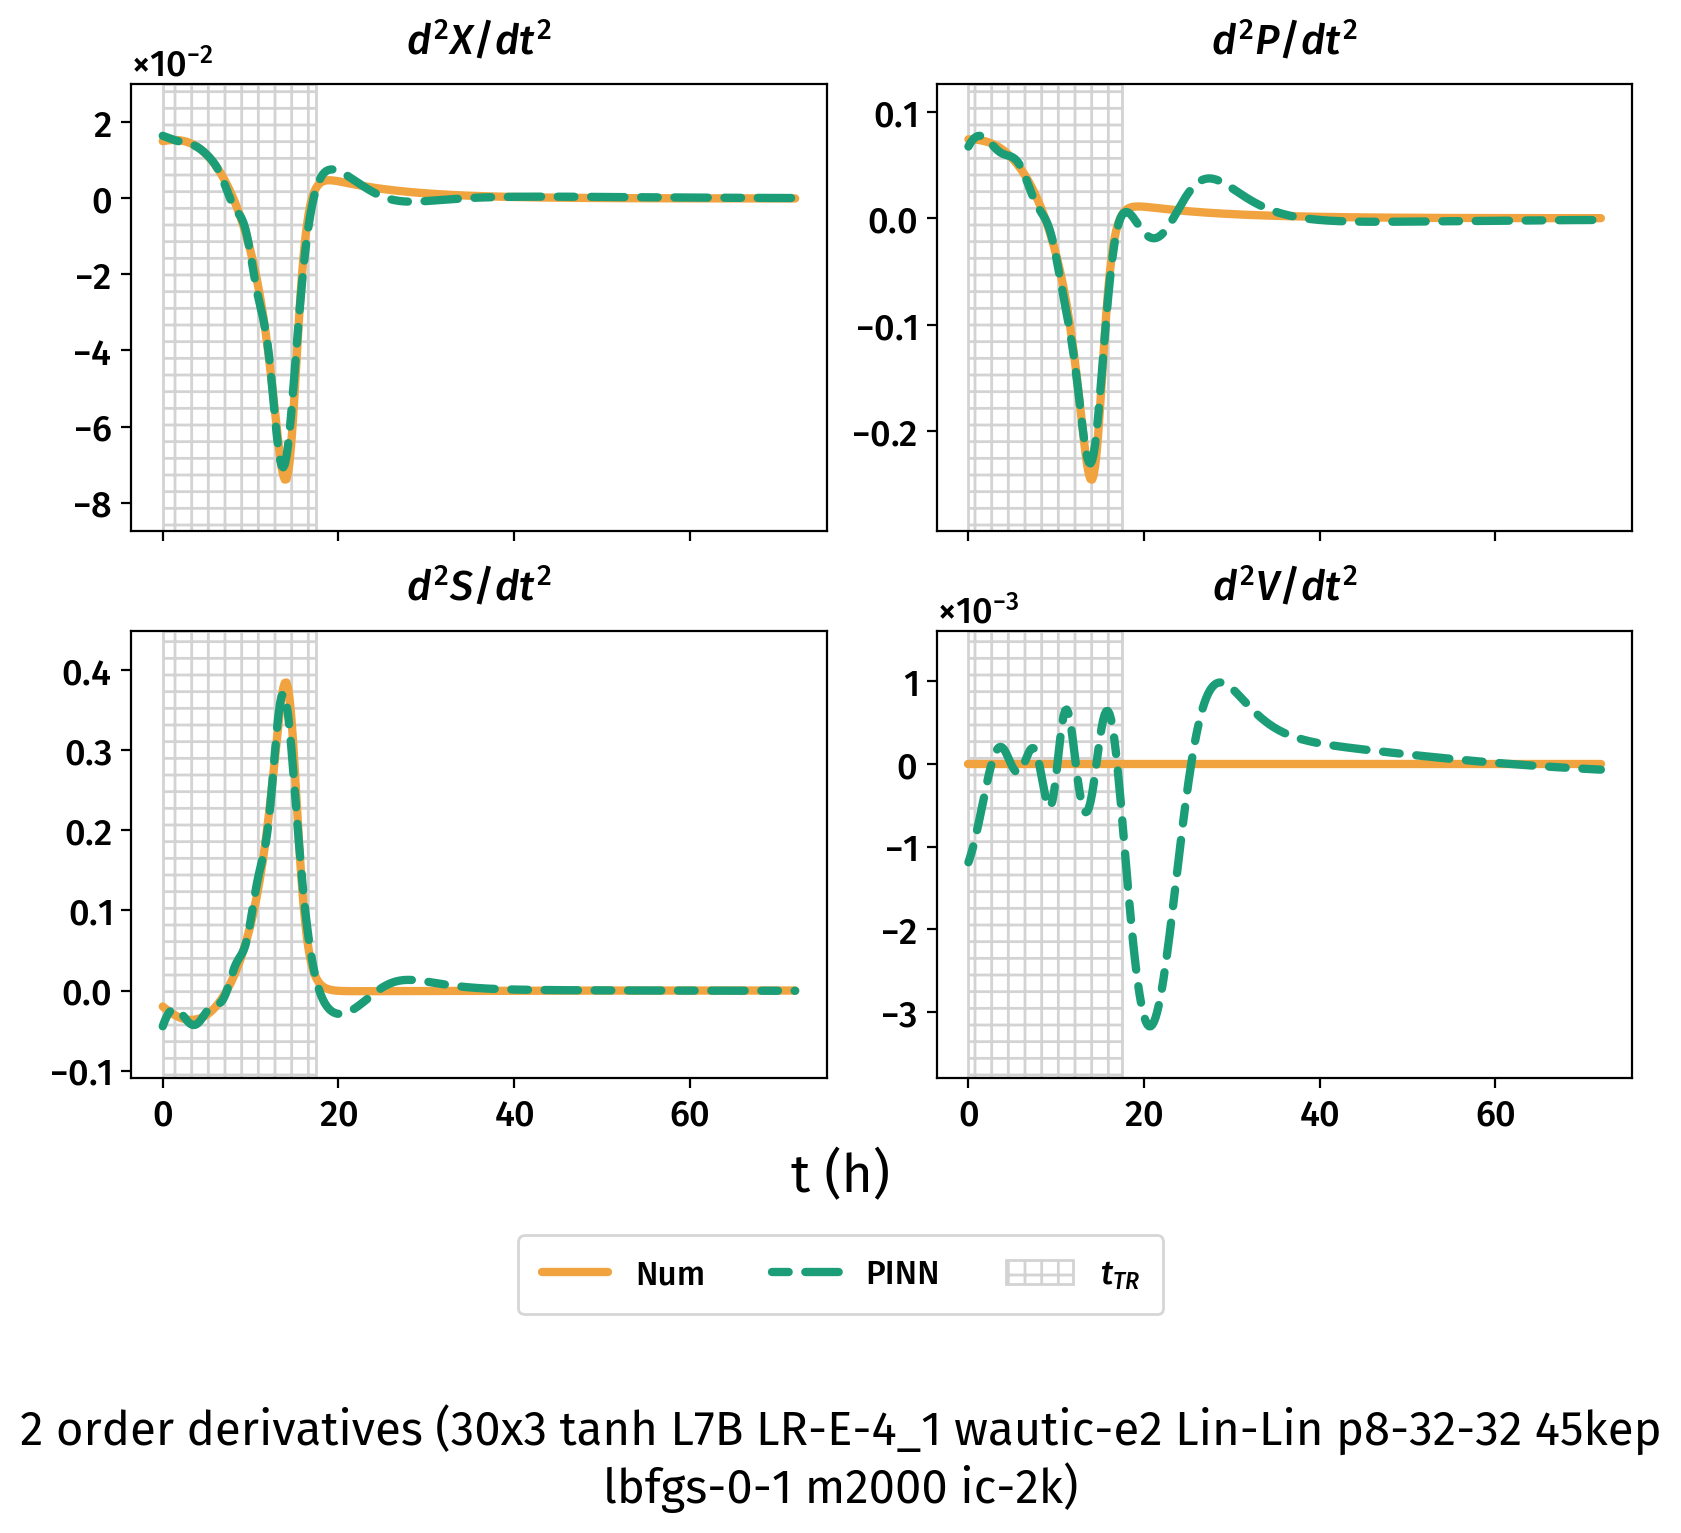 d²X/dt²
d²P/dt²
×10⁻²
2
0
−2
−4
−6
−8
0.1
0.0
−0.1
−0.2
d²S/dt²
d²V/dt²
×10⁻³
0.4
0.3
0.2
0.1
0.0
−0.1
1
0
−1
−2
−3
0 20 40 60
0 20 40 60
t (h)
Num PINN t_TR
2 order derivatives (30x3 tanh L7B LR-E-4_1 wautic-e2 Lin-Lin p8-32-32 45kep
lbfgs-0-1 m2000 ic-2k)